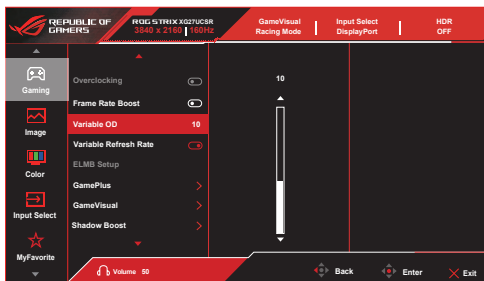 REPUBLIC OF
GAMERS
ROG STRIX XG27UCSR
3840 x 2160 160Hz
GameVisual
Racing Mode
Input Select
DisplayPort
HDR
OFF
Gaming
Image
Color
Input Select
MyFavorite
Overclocking
Frame Rate Boost
Variable OD 10
Variable Refresh Rate
ELMB Setup
GamePlus
GameVisual
Shadow Boost
10
Volume 50
Back
Enter
Exit